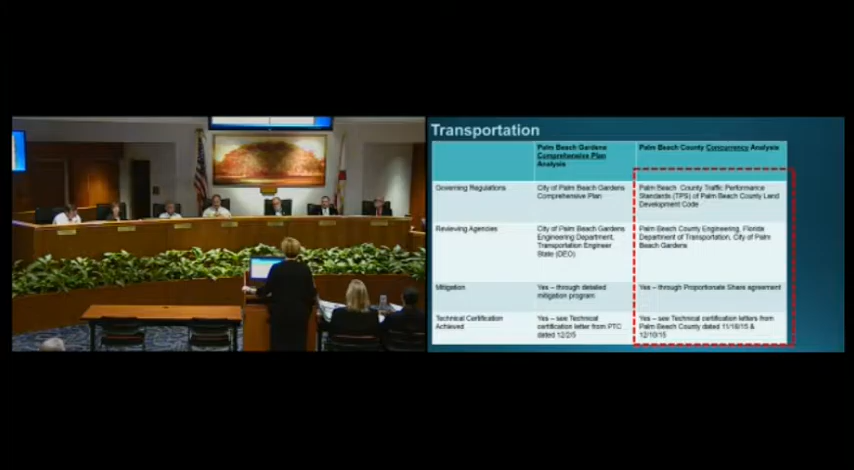 Transportation
Palm Beach Gardens
Comprehensive Plan
Analysis
Palm Beach County Concurrency Analysis
Governing Regulations
City of Palm Beach Gardens
Comprehensive Plan
Palm Beach County Traffic Performance
Standards (TPS) of Palm Beach County Land
Development Code
Reviewing Agencies
City of Palm Beach Gardens
Engineering Department,
Transportation Engineer
State (DEO)
Palm Beach County Engineering, Florida
Department of Transportation, City of Palm
Beach Gardens
Mitigation
Yes – through detailed
mitigation program
Yes – through Proportionate Share agreement
Technical Certification
Achieved
Yes – see Technical
certification letter from PTC
dated 12/2/5
Yes – see Technical certification letters from
Palm Beach County dated 11/18/15 &
12/10/15